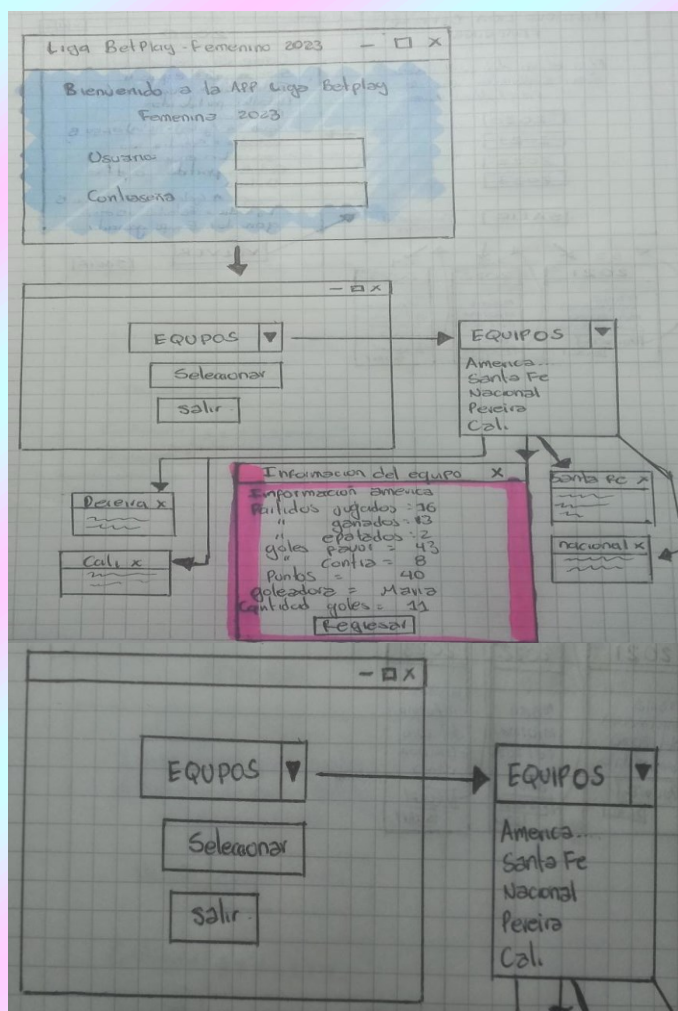 Liga BetPlay - Femenino 2023 - □ X
Bienvenido a la APP Liga Betplay
Femenino 2023
Usuario
Contraseña
- □ X
EQUPOS ▼
Selecionar
Salir
EQUIPOS ▼
America...
Santa Fe
Nacional
Pereira
Cali
Pereira X
Cali X
Informacion del equipo X
Informacion america
Partidos jugados : 16
" ganados : 13
" epatados : 2
goles favor = 43
" contra = 8
Puntos = 40
goleadora = Maria
Cantidad goles = 11
Regresar
Santa Fe X
nacional X
- □ X
EQUPOS ▼
Selecionar
Salir
EQUIPOS ▼
America...
Santa Fe
Nacional
Pereira
Cali